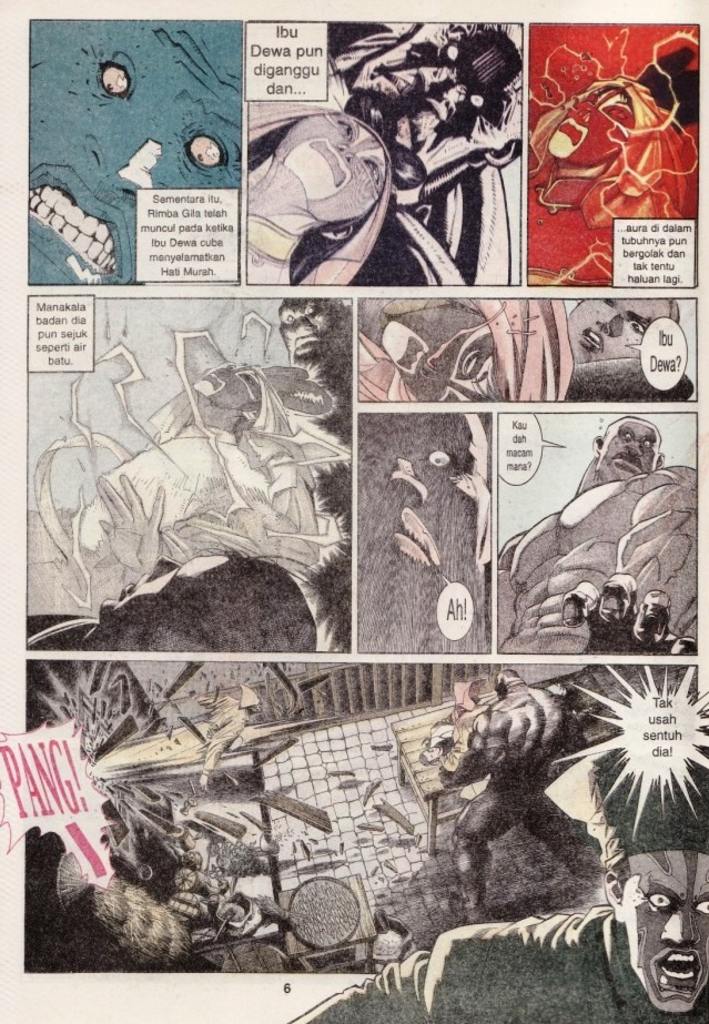 Sementara itu,
Rimba Gila telah
muncul pada ketika
Ibu Dewa cuba
menyelamatkan
Hati Murah.
Ibu
Dewa pun
diganggu
dan...
...aura di dalam
tubuhnya pun
bergolak dan
tak tentu
haluan lagi.
Manakala
badan dia
pun sejuk
seperti air
batu.
Ibu
Dewa?
Ah!
Kau
dah
macam
mana?
PANG!
Tak
usah
sentuh
dia!
6